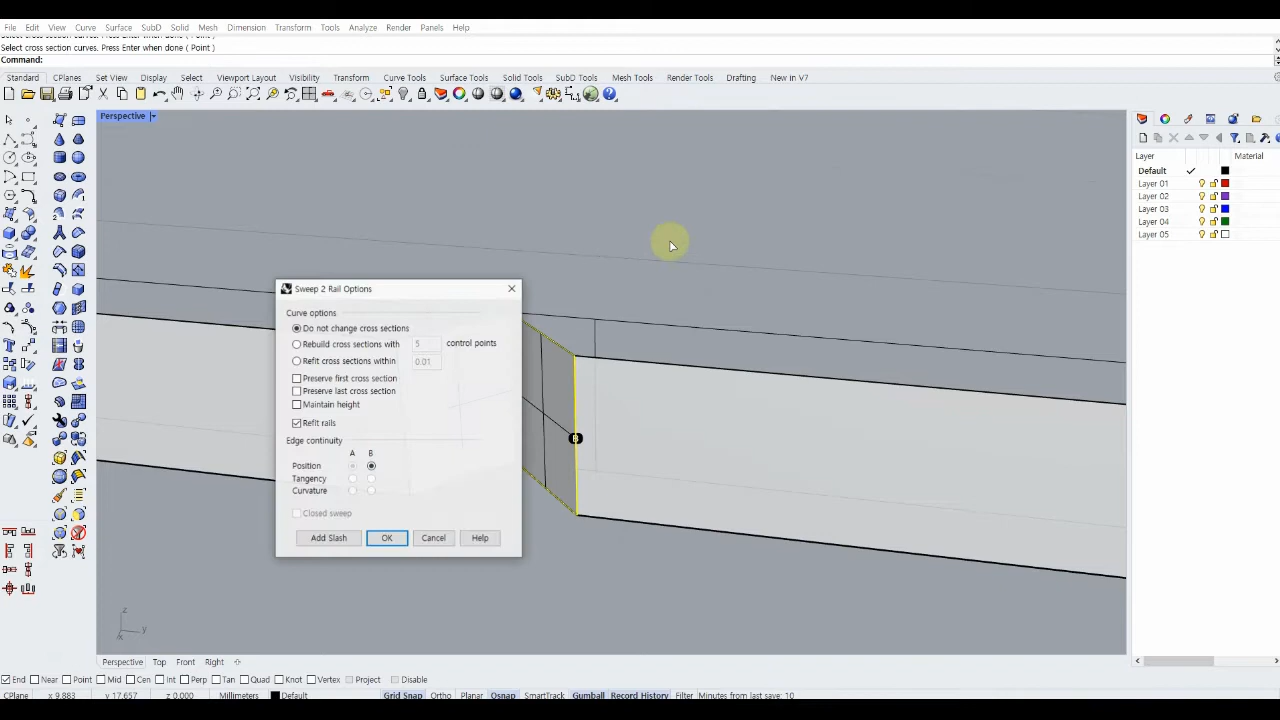 File Edit View Curve Surface SubD Solid Mesh Dimension Transform Tools Analyze Render Panels Help
Select cross section curves. Press Enter when done ( Point )
Command:
Standard CPlanes Set View Display Select Viewport Layout Visibility Transform Curve Tools Surface Tools Solid Tools SubD Tools Mesh Tools Render Tools Drafting New in V7
Perspective
Layer Material
Default
Layer 01
Layer 02
Layer 03
Layer 04
Layer 05
Sweep 2 Rail Options
Curve options
Do not change cross sections
Rebuild cross sections with 5 control points
Refit cross sections within 0.01
Preserve first cross section
Preserve last cross section
Maintain height
Refit rails
Edge continuity
A B
Position
Tangency
Curvature
Closed sweep
Add Slash OK Cancel Help
B
z
y
x
Perspective Top Front Right
End Near Point Mid Cen Int Perp Tan Quad Knot Vertex Project Disable
CPlane x 9.883 y 17.657 z 0.000 Millimeters Default Grid Snap Ortho Planar Osnap SmartTrack Gumball Record History Filter Minutes from last save: 10